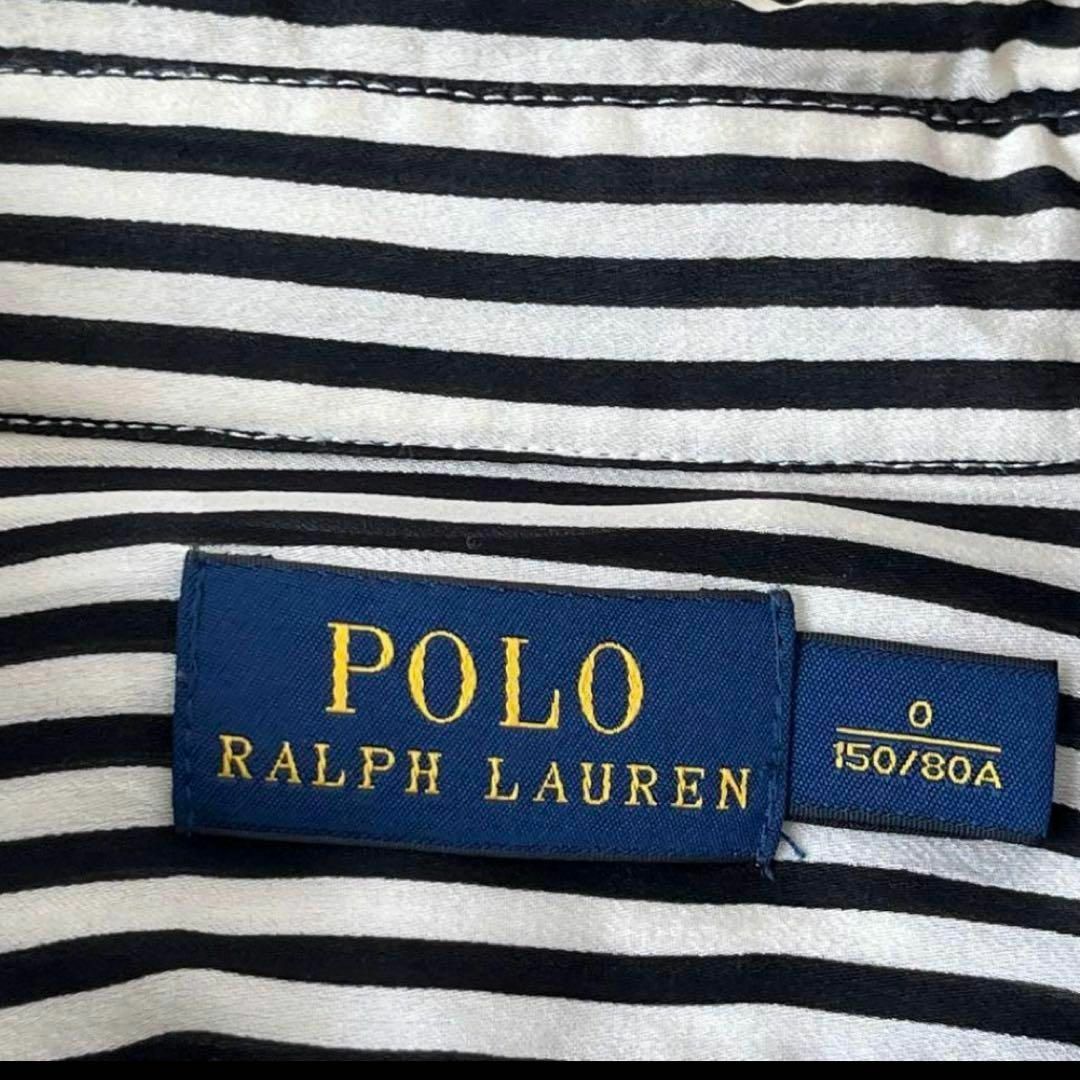 POLO
RALPH LAUREN
0
150/80A